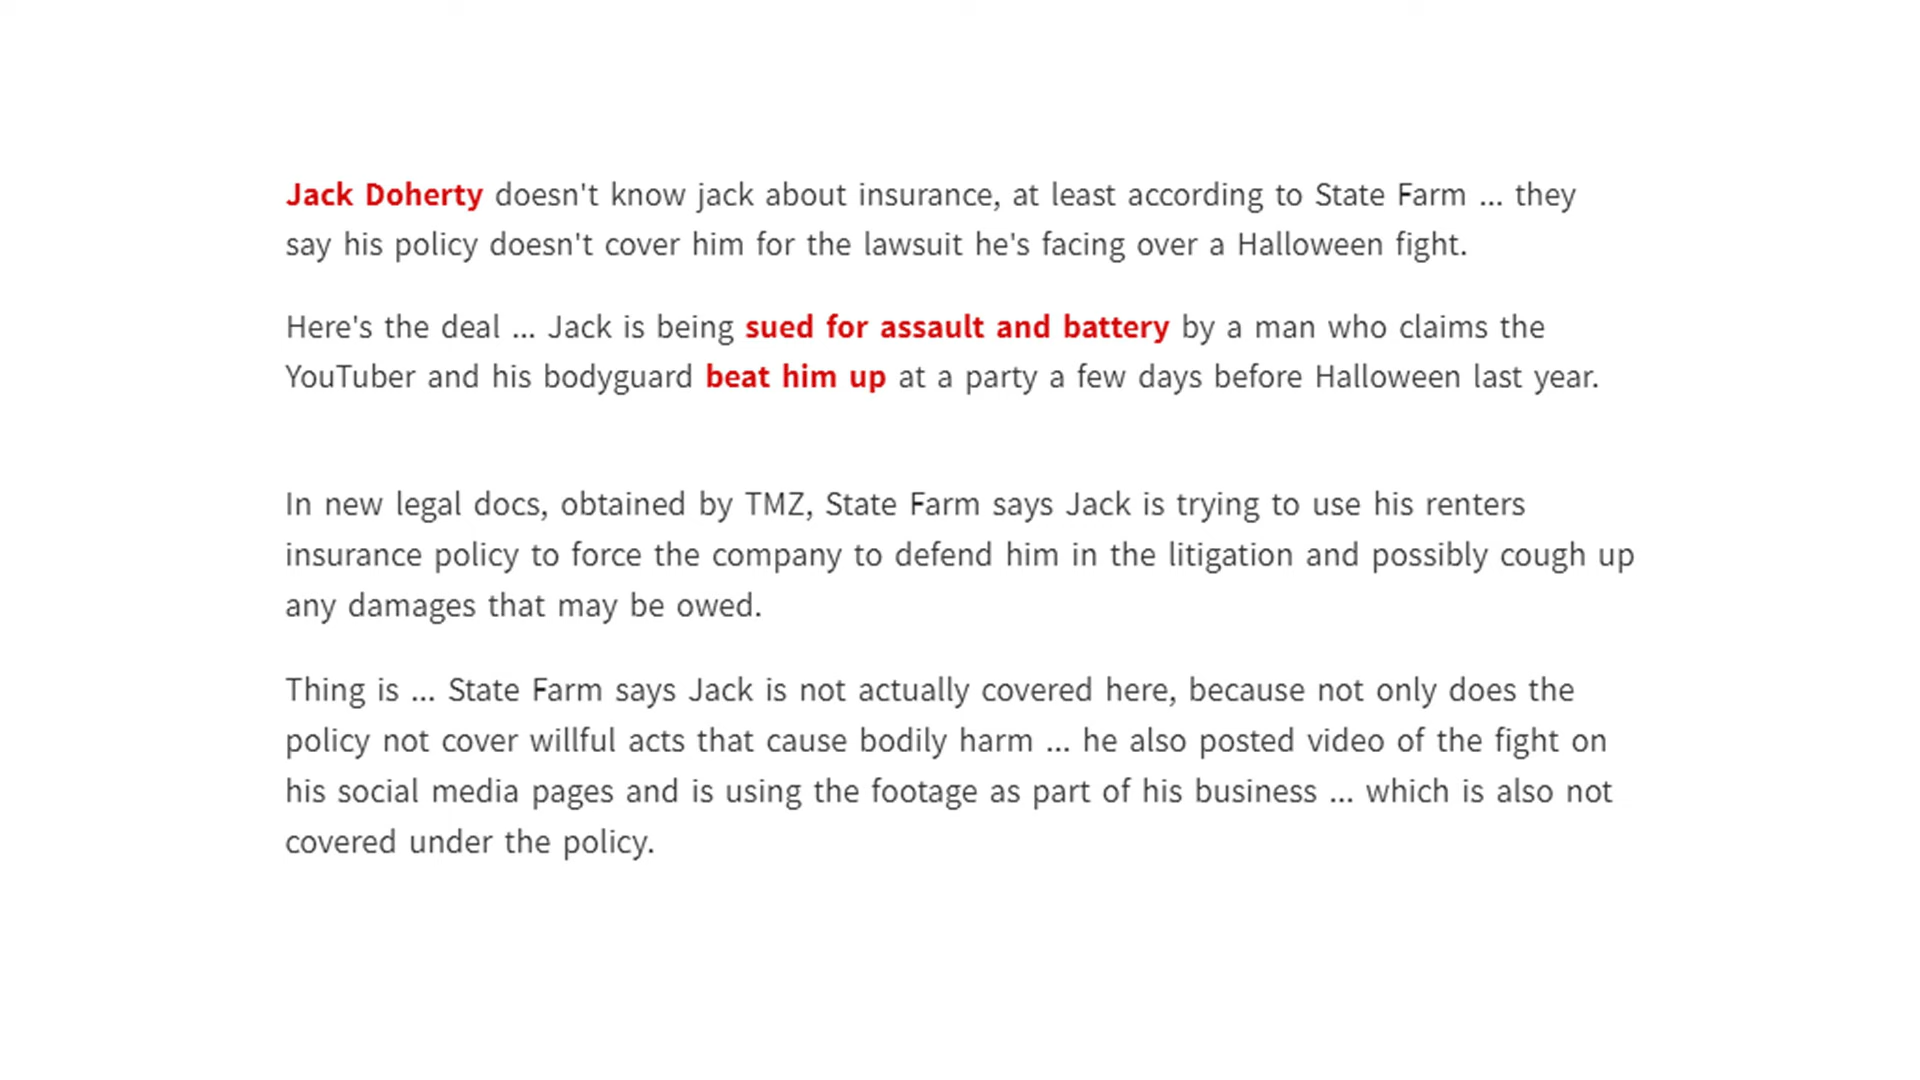 Jack Doherty doesn't know jack about insurance, at least according to State Farm ... they
say his policy doesn't cover him for the lawsuit he's facing over a Halloween fight.
Here's the deal ... Jack is being sued for assault and battery by a man who claims the
YouTuber and his bodyguard beat him up at a party a few days before Halloween last year.
In new legal docs, obtained by TMZ, State Farm says Jack is trying to use his renters
insurance policy to force the company to defend him in the litigation and possibly cough up
any damages that may be owed.
Thing is ... State Farm says Jack is not actually covered here, because not only does the
policy not cover willful acts that cause bodily harm ... he also posted video of the fight on
his social media pages and is using the footage as part of his business ... which is also not
covered under the policy.